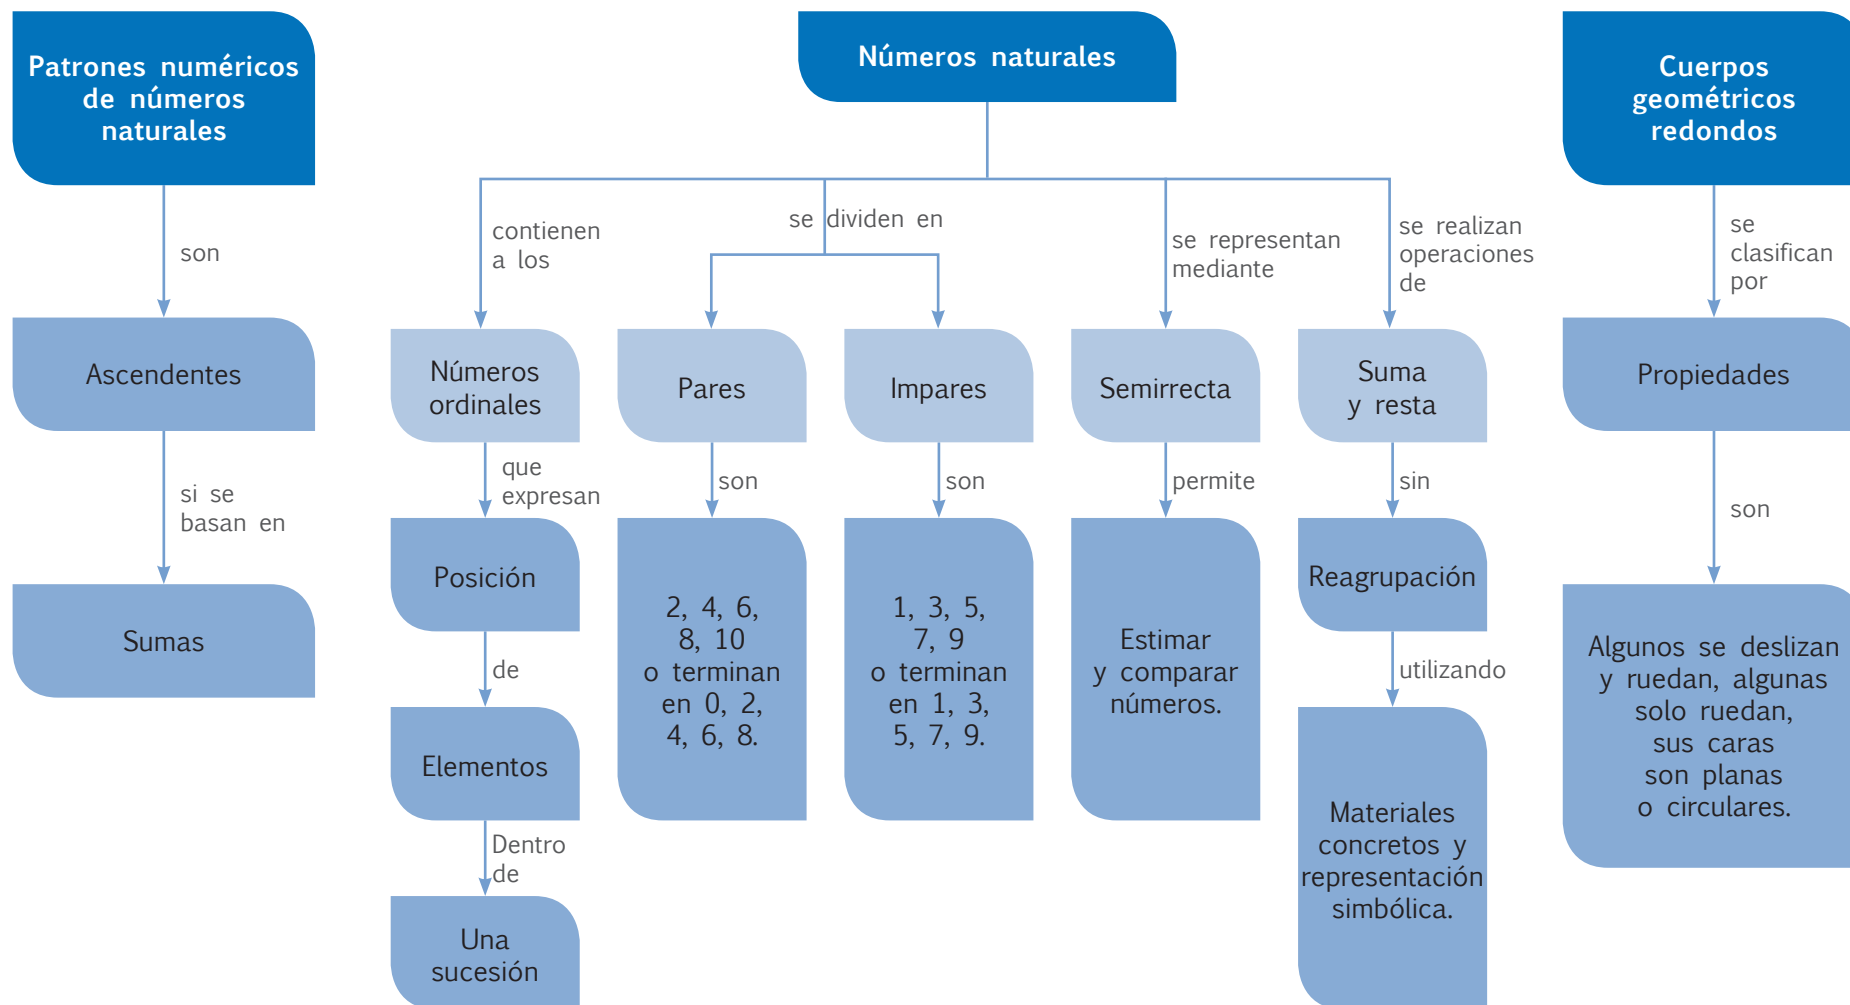 Patrones numéricos
de números
naturales
son
Ascendentes
si se
basan en
Sumas
Números naturales
contienen
a los
Números
ordinales
que
expresan
Posición
de
Elementos
Dentro
de
Una
sucesión
se dividen en
Pares
son
2, 4, 6,
8, 10
o terminan
en 0, 2,
4, 6, 8.
Impares
son
1, 3, 5,
7, 9
o terminan
en 1, 3,
5, 7, 9.
se representan
mediante
Semirrecta
permite
Estimar
y comparar
números.
se realizan
operaciones
de
Suma
y resta
sin
Reagrupación
utilizando
Materiales
concretos y
representación
simbólica.
Cuerpos
geométricos
redondos
se
clasifican
por
Propiedades
son
Algunos se deslizan
y ruedan, algunas
solo ruedan,
sus caras
son planas
o circulares.